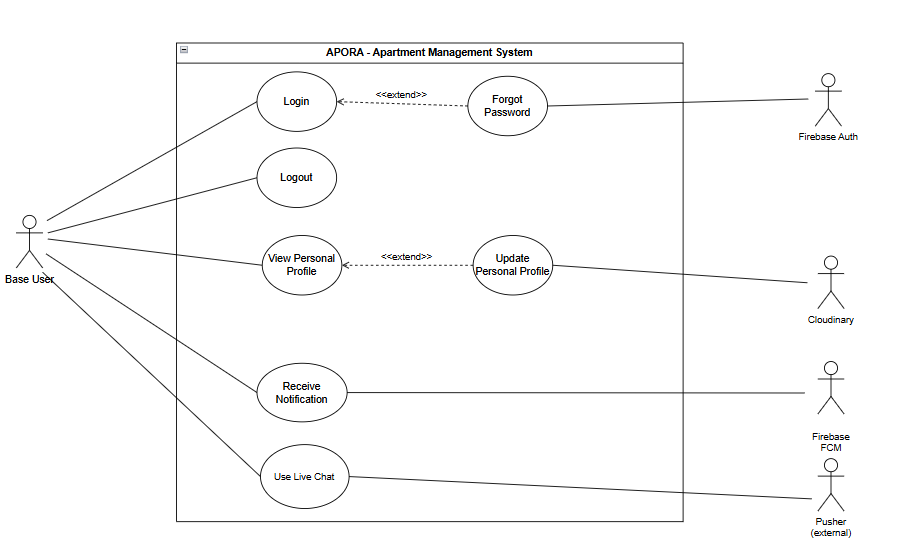 APORA - Apartment Management System
Login
<<extend>>
Forgot
Password
Firebase Auth
Logout
Base User
View Personal
Profile
<<extend>>
Update
Personal Profile
Cloudinary
Receive
Notification
Firebase
FCM
Use Live Chat
Pusher
(external)